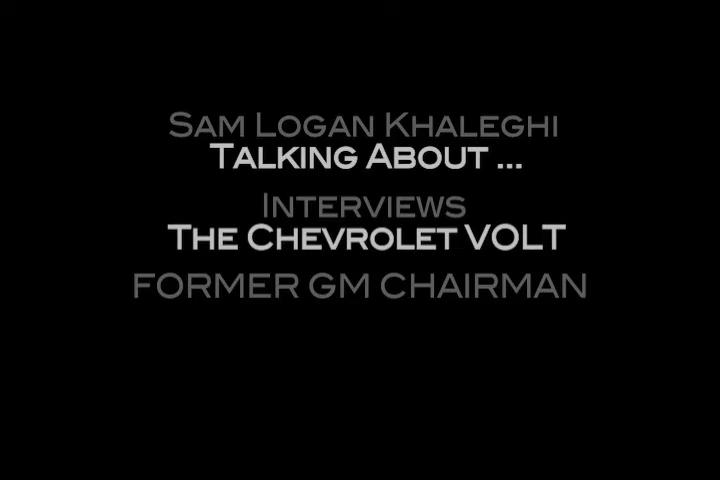 Sam Logan Khaleghi
Talking About ...
Interviews
The Chevrolet VOLT
FORMER GM CHAIRMAN